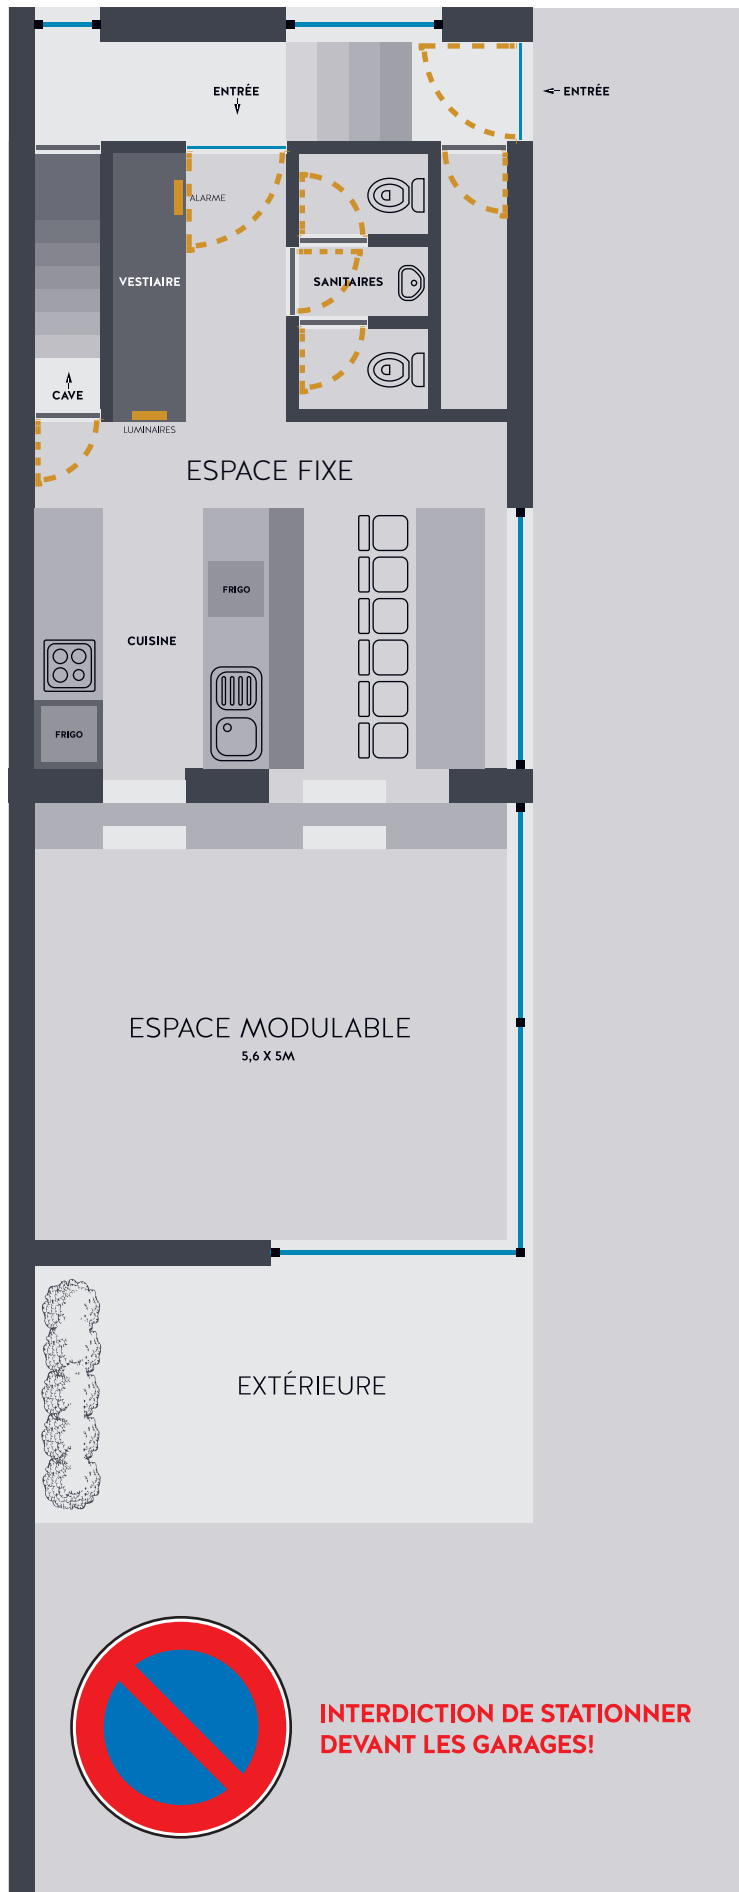 ENTRÉE
ENTRÉE
ALARME
VESTIAIRE
SANITAIRES
CAVE
LUMINAIRES
ESPACE FIXE
FRIGO
CUISINE
FRIGO
ESPACE MODULABLE
5,6 X 5M
EXTÉRIEURE
INTERDICTION DE STATIONNER
DEVANT LES GARAGES!